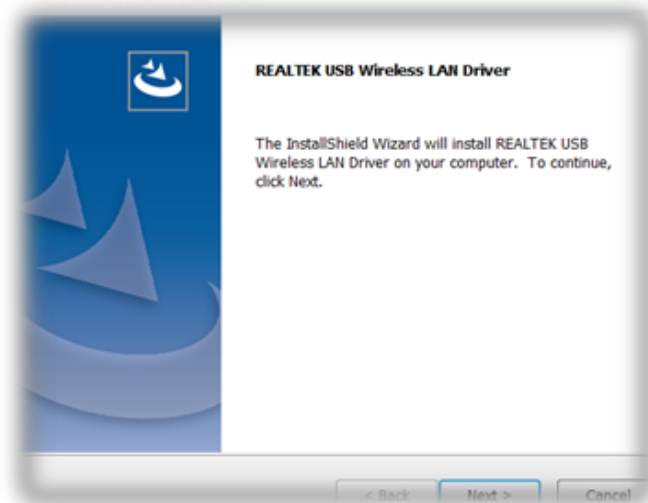 REALTEK USB Wireless LAN Driver
The InstallShield Wizard will install REALTEK USB
Wireless LAN Driver on your computer. To continue,
click Next.
< Back Next > Cancel